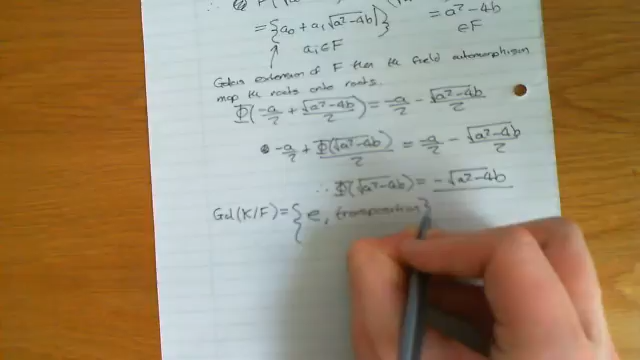 = {a₀ + a₁√a²-4b} = a²-4b
aᵢ∈F ∈F
Galois extension of F then the field automorphism
map the roots onto roots.
Φ(-a/2 + √a²-4b/2) = -a/2 - √a²-4b/2
-a/2 + Φ(√a²-4b)/2 = -a/2 - √a²-4b/2
∴ Φ(√a²-4b) = -√a²-4b
Gal(K/F) = {e, transposition}